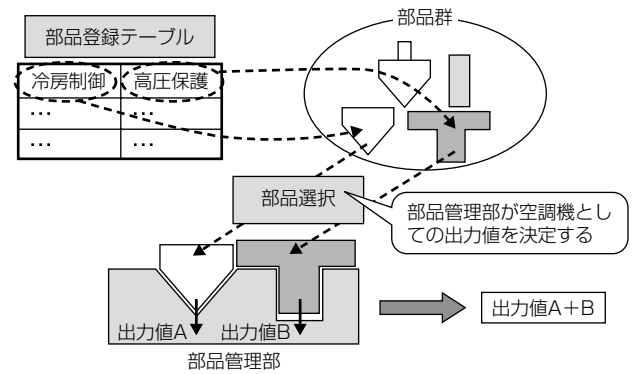 部品群
部品登録テーブル
冷房制御 高圧保護
… …
… …
部品選択
部品管理部が空調機とし
ての出力値を決定する
出力値A 出力値B
出力値A+B
部品管理部